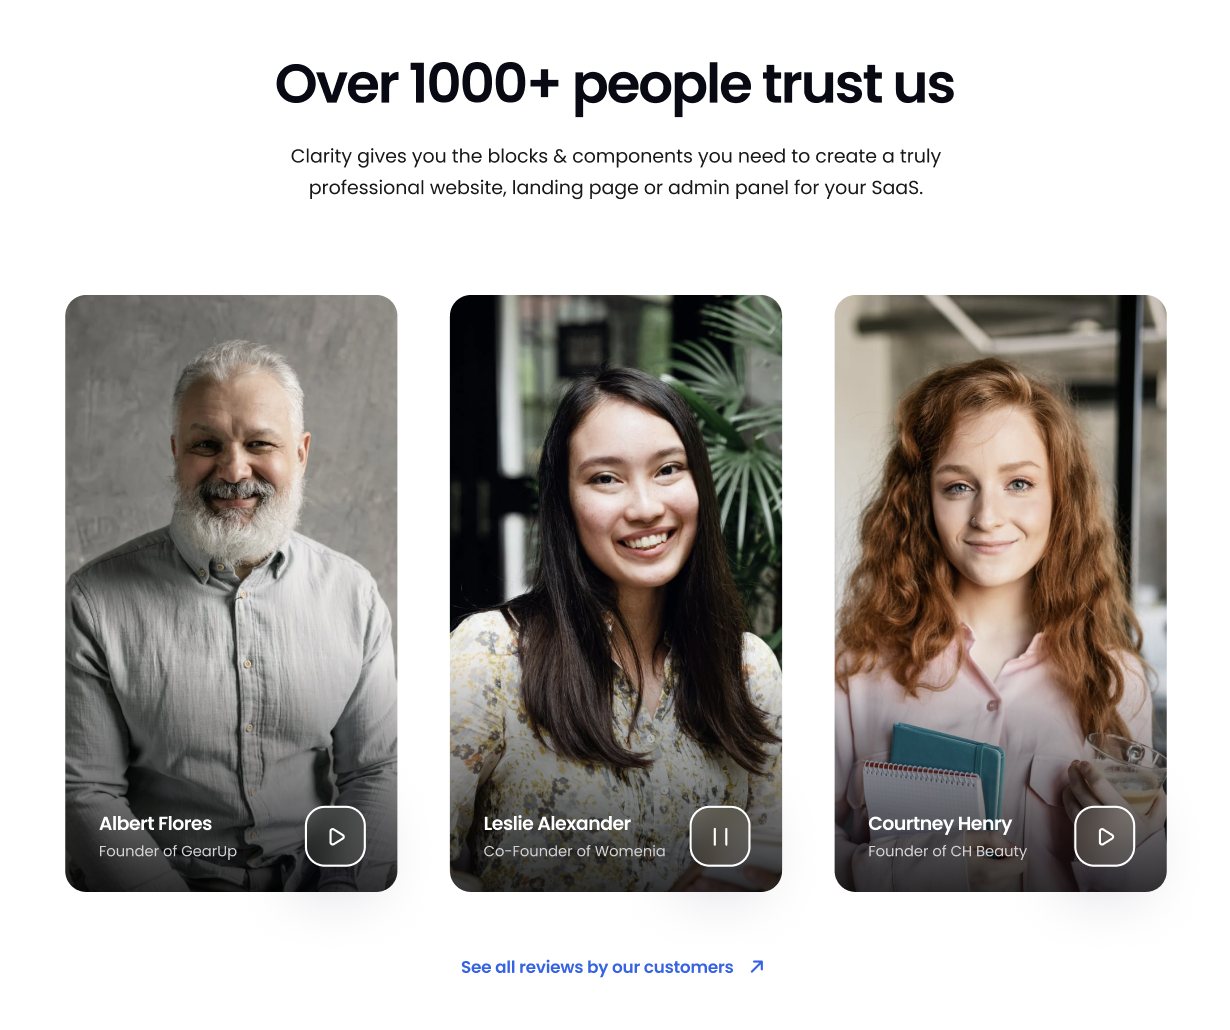 Over 1000+ people trust us
Clarity gives you the blocks & components you need to create a truly
professional website, landing page or admin panel for your SaaS.
Albert Flores
Founder of GearUp
Leslie Alexander
Co-Founder of Womenia
Courtney Henry
Founder of CH Beauty
See all reviews by our customers